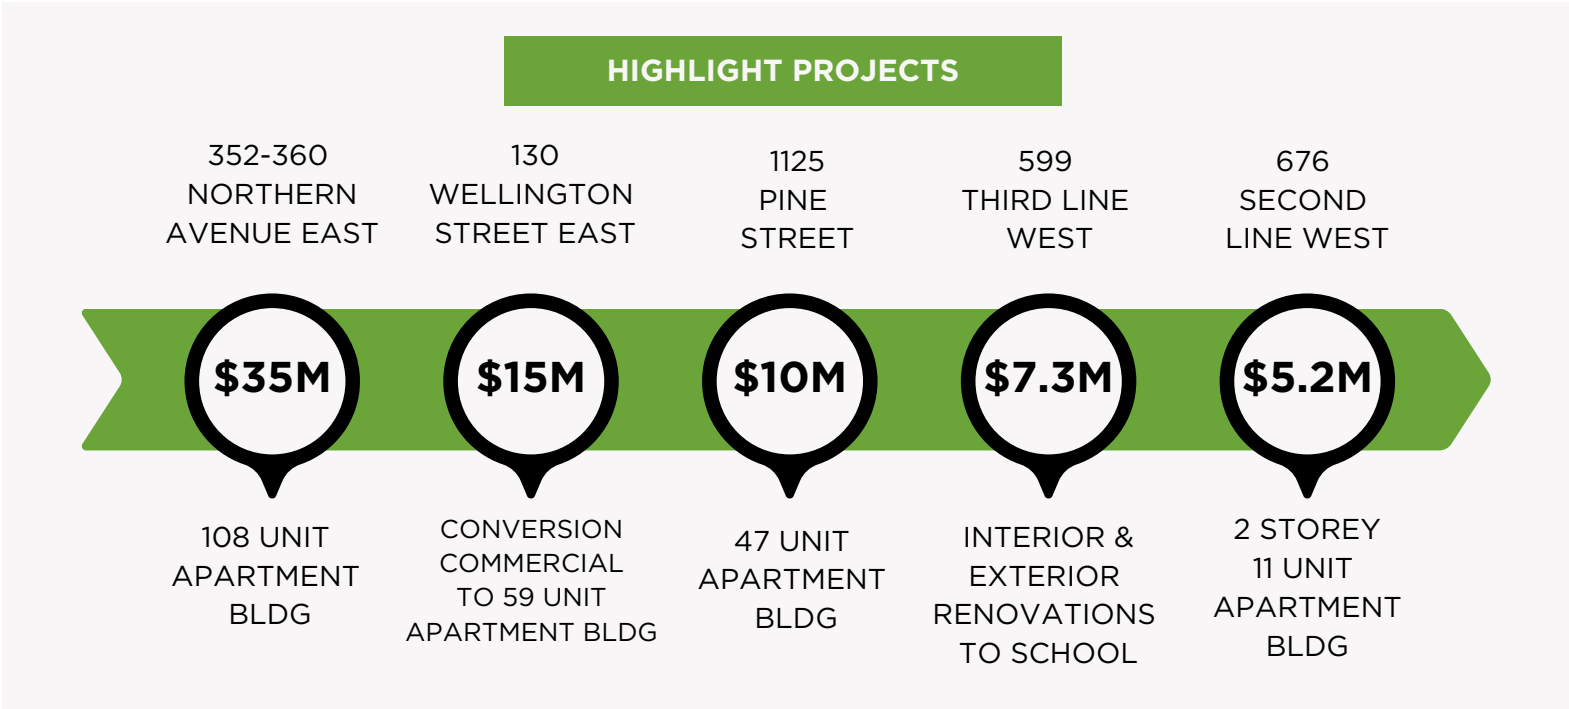 HIGHLIGHT PROJECTS
352-360
NORTHERN
AVENUE EAST
130
WELLINGTON
STREET EAST
1125
PINE
STREET
599
THIRD LINE
WEST
676
SECOND
LINE WEST
$35M
$15M
$10M
$7.3M
$5.2M
108 UNIT
APARTMENT
BLDG
CONVERSION
COMMERCIAL
TO 59 UNIT
APARTMENT BLDG
47 UNIT
APARTMENT
BLDG
INTERIOR &
EXTERIOR
RENOVATIONS
TO SCHOOL
2 STOREY
11 UNIT
APARTMENT
BLDG